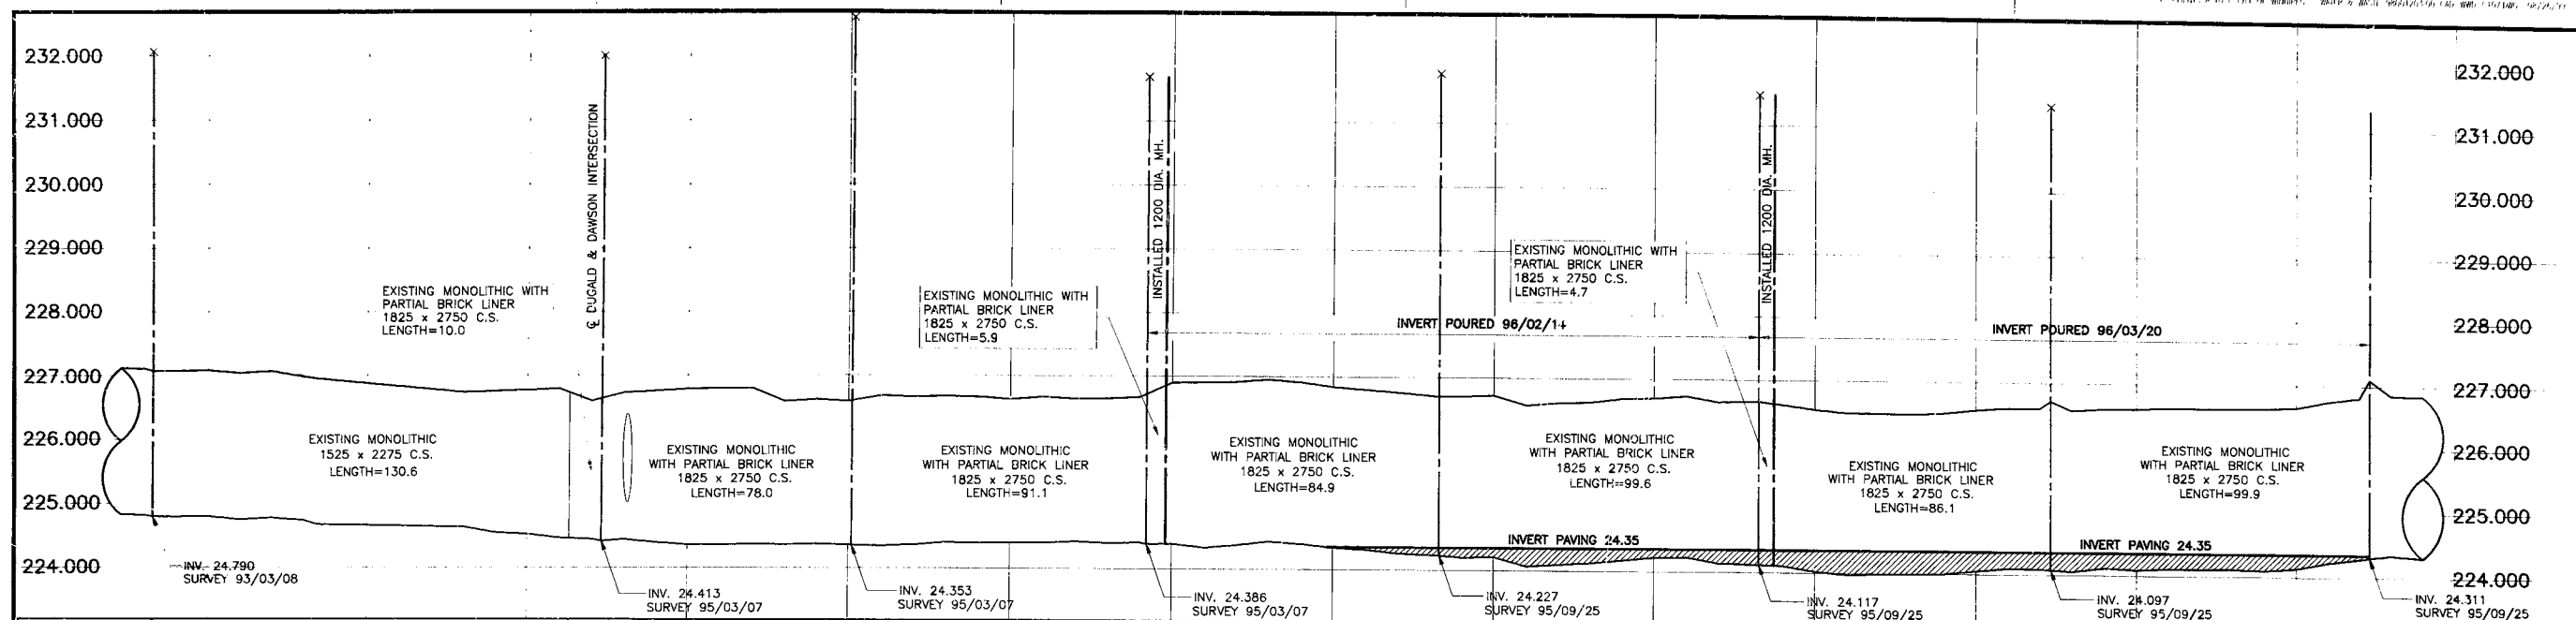 232.000
231.000
230.000
229.000
228.000
227.000
226.000
225.000
224.000
EXISTING MONOLITHIC WITH
PARTIAL BRICK LINER
1825 x 2750 C.S.
LENGTH=10.0
℄ DUGALD & DAWSON INTERSECTION
EXISTING MONOLITHIC WITH
PARTIAL BRICK LINER
1825 x 2750 C.S.
LENGTH=5.9
INSTALLED 1200 DIA. MH.
INVERT POURED 96/02/14
EXISTING MONOLITHIC WITH
PARTIAL BRICK LINER
1825 x 2750 C.S.
LENGTH=4.7
INSTALLED 1200 DIA. MH.
INVERT POURED 96/03/20
EXISTING MONOLITHIC
1525 x 2275 C.S.
LENGTH=130.6
EXISTING MONOLITHIC
WITH PARTIAL BRICK LINER
1825 x 2750 C.S.
LENGTH=78.0
EXISTING MONOLITHIC
WITH PARTIAL BRICK LINER
1825 x 2750 C.S.
LENGTH=91.1
EXISTING MONOLITHIC
WITH PARTIAL BRICK LINER
1825 x 2750 C.S.
LENGTH=84.9
EXISTING MONOLITHIC
WITH PARTIAL BRICK LINER
1825 x 2750 C.S.
LENGTH=99.6
EXISTING MONOLITHIC
WITH PARTIAL BRICK LINER
1825 x 2750 C.S.
LENGTH=86.1
EXISTING MONOLITHIC
WITH PARTIAL BRICK LINER
1825 x 2750 C.S.
LENGTH=99.9
INVERT PAVING 24.35
INVERT PAVING 24.35
INV. 24.790
SURVEY 93/03/08
INV. 24.413
SURVEY 95/03/07
INV. 24.353
SURVEY 95/03/07
INV. 24.386
SURVEY 95/03/07
INV. 24.227
SURVEY 95/09/25
INV. 24.117
SURVEY 95/09/25
INV. 24.097
SURVEY 95/09/25
INV. 24.311
SURVEY 95/09/25
232.000
231.000
230.000
229.000
228.000
227.000
226.000
225.000
224.000